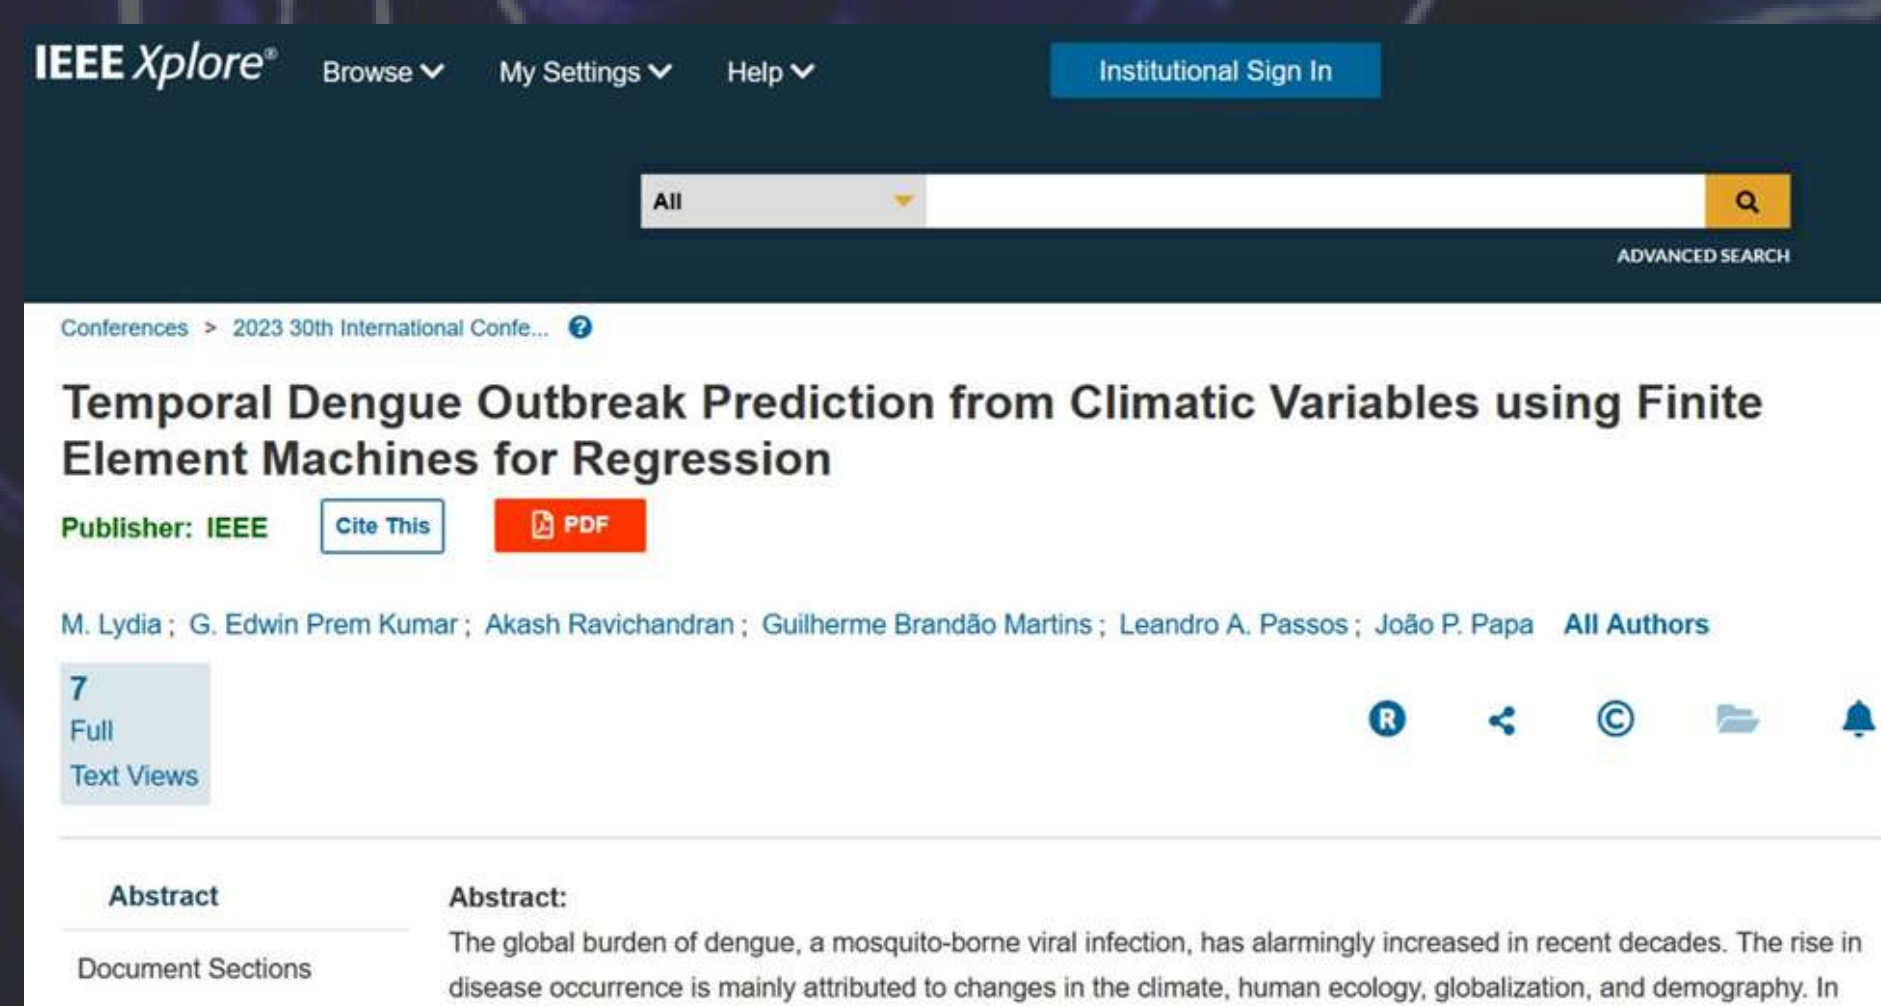 IEEE Xplore®
Browse
My Settings
Help
Institutional Sign In
All
ADVANCED SEARCH
Conferences > 2023 30th International Confe...
Temporal Dengue Outbreak Prediction from Climatic Variables using Finite
Element Machines for Regression
Publisher: IEEE
Cite This
PDF
M. Lydia ; G. Edwin Prem Kumar ; Akash Ravichandran ; Guilherme Brandão Martins ; Leandro A. Passos ; João P. Papa All Authors
7
Full
Text Views
R
©
Abstract
Abstract:
The global burden of dengue, a mosquito-borne viral infection, has alarmingly increased in recent decades. The rise in
Document Sections
disease occurrence is mainly attributed to changes in the climate, human ecology, globalization, and demography. In